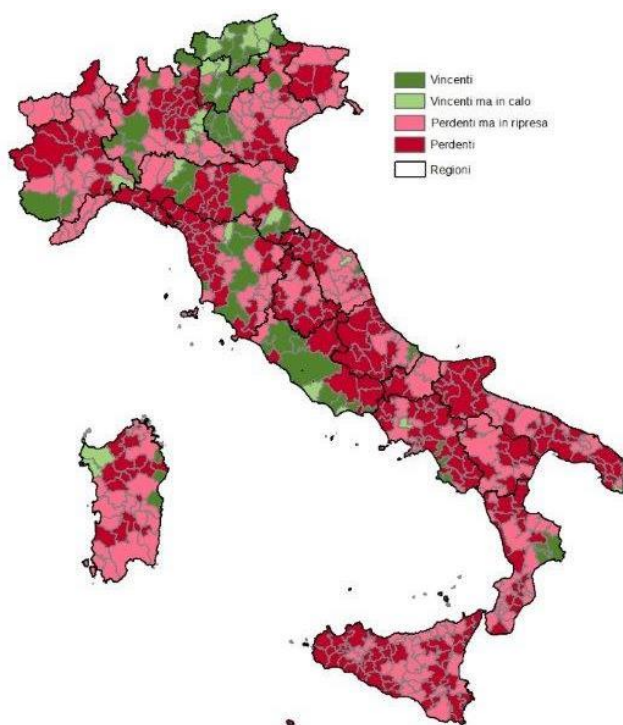 Vincenti
Vincenti ma in calo
Perdenti ma in ripresa
Perdenti
Regioni